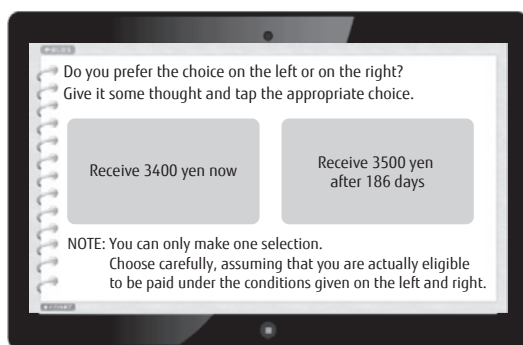 Do you prefer the choice on the left or on the right?
Give it some thought and tap the appropriate choice.
Receive 3400 yen now
Receive 3500 yen
after 186 days
NOTE: You can only make one selection.
Choose carefully, assuming that you are actually eligible
to be paid under the conditions given on the left and right.